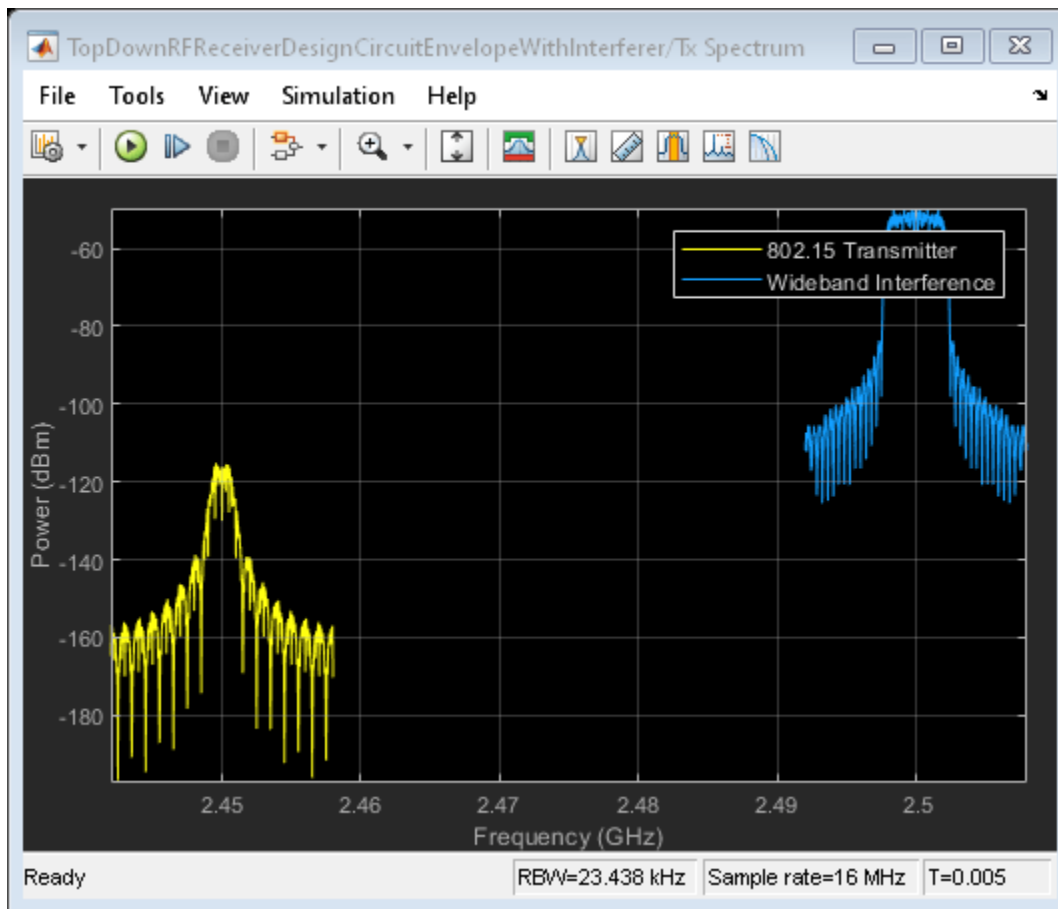 TopDownRFReceiverDesignCircuitEnvelopeWithInterferer/Tx Spectrum
File Tools View Simulation Help
802.15 Transmitter
Wideband Interference
Power (dBm)
-60
-80
-100
-120
-140
-160
-180
2.45 2.46 2.47 2.48 2.49 2.5
Frequency (GHz)
Ready RBW=23.438 kHz Sample rate=16 MHz T=0.005